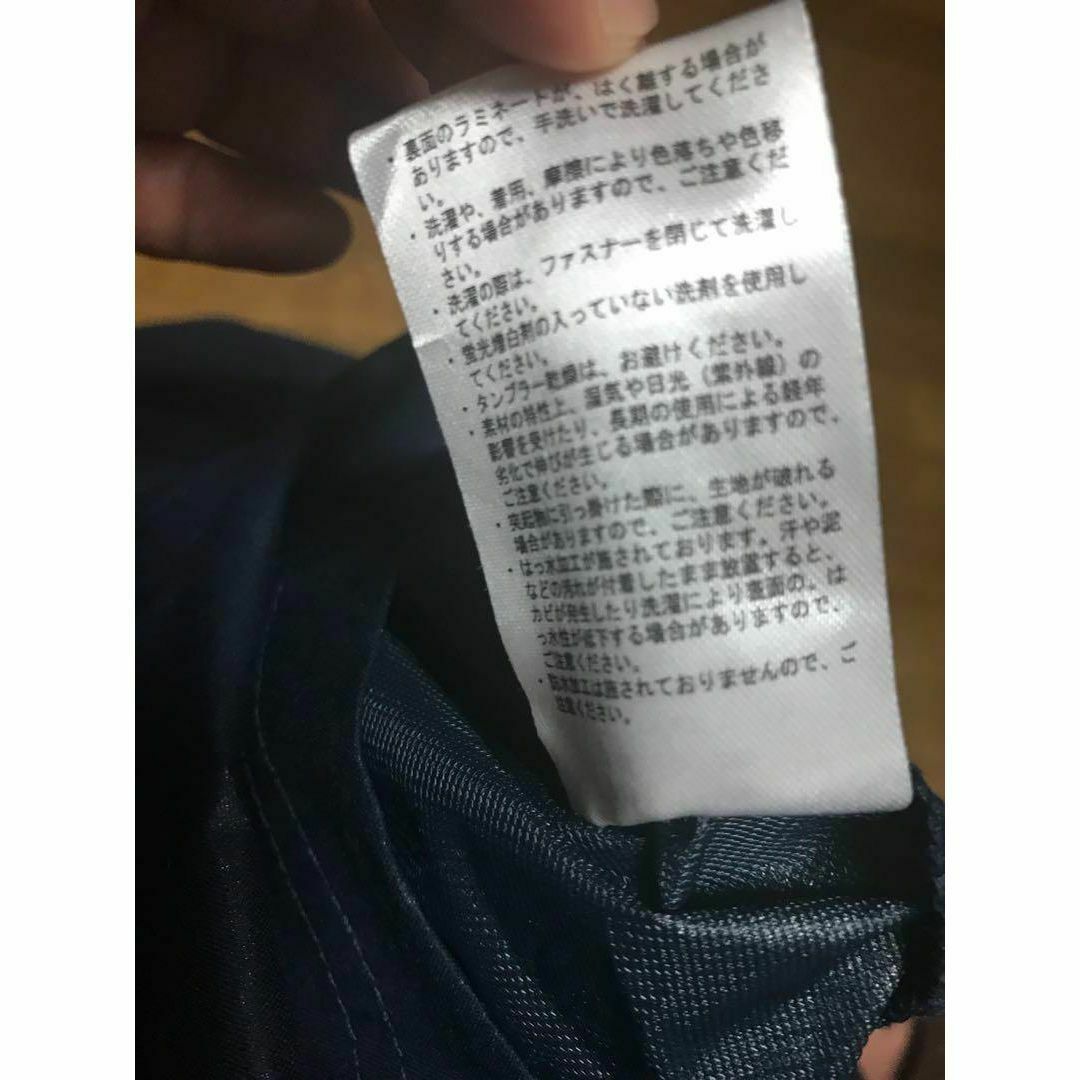 ・裏面のラミネートが、はく離する場合が
ありますので、手洗いで洗濯してくださ
い。
・洗濯や、着用、摩擦により色落ちや色移
りする場合がありますので、ご注意くだ
さい。
・洗濯の際は、ファスナーを閉じて洗濯し
てください。
・蛍光増白剤の入っていない洗剤を使用し
てください。
・タンブラー乾燥は、お避けください。
・素材の特性上、湿気や日光（紫外線）の
影響を受けたり、長期の使用による経年
劣化で伸びが生じる場合がありますので、
ご注意ください。
・突起物に引っ掛けた際に、生地が破れる
場合がありますので、ご注意ください。
・はっ水加工が施されております。汗や泥
などの汚れが付着したまま放置すると、
カビが発生したり洗濯により表面の、は
っ水性が低下する場合がありますので、
ご注意ください。
・防水加工は施されておりませんので、ご
注意ください。